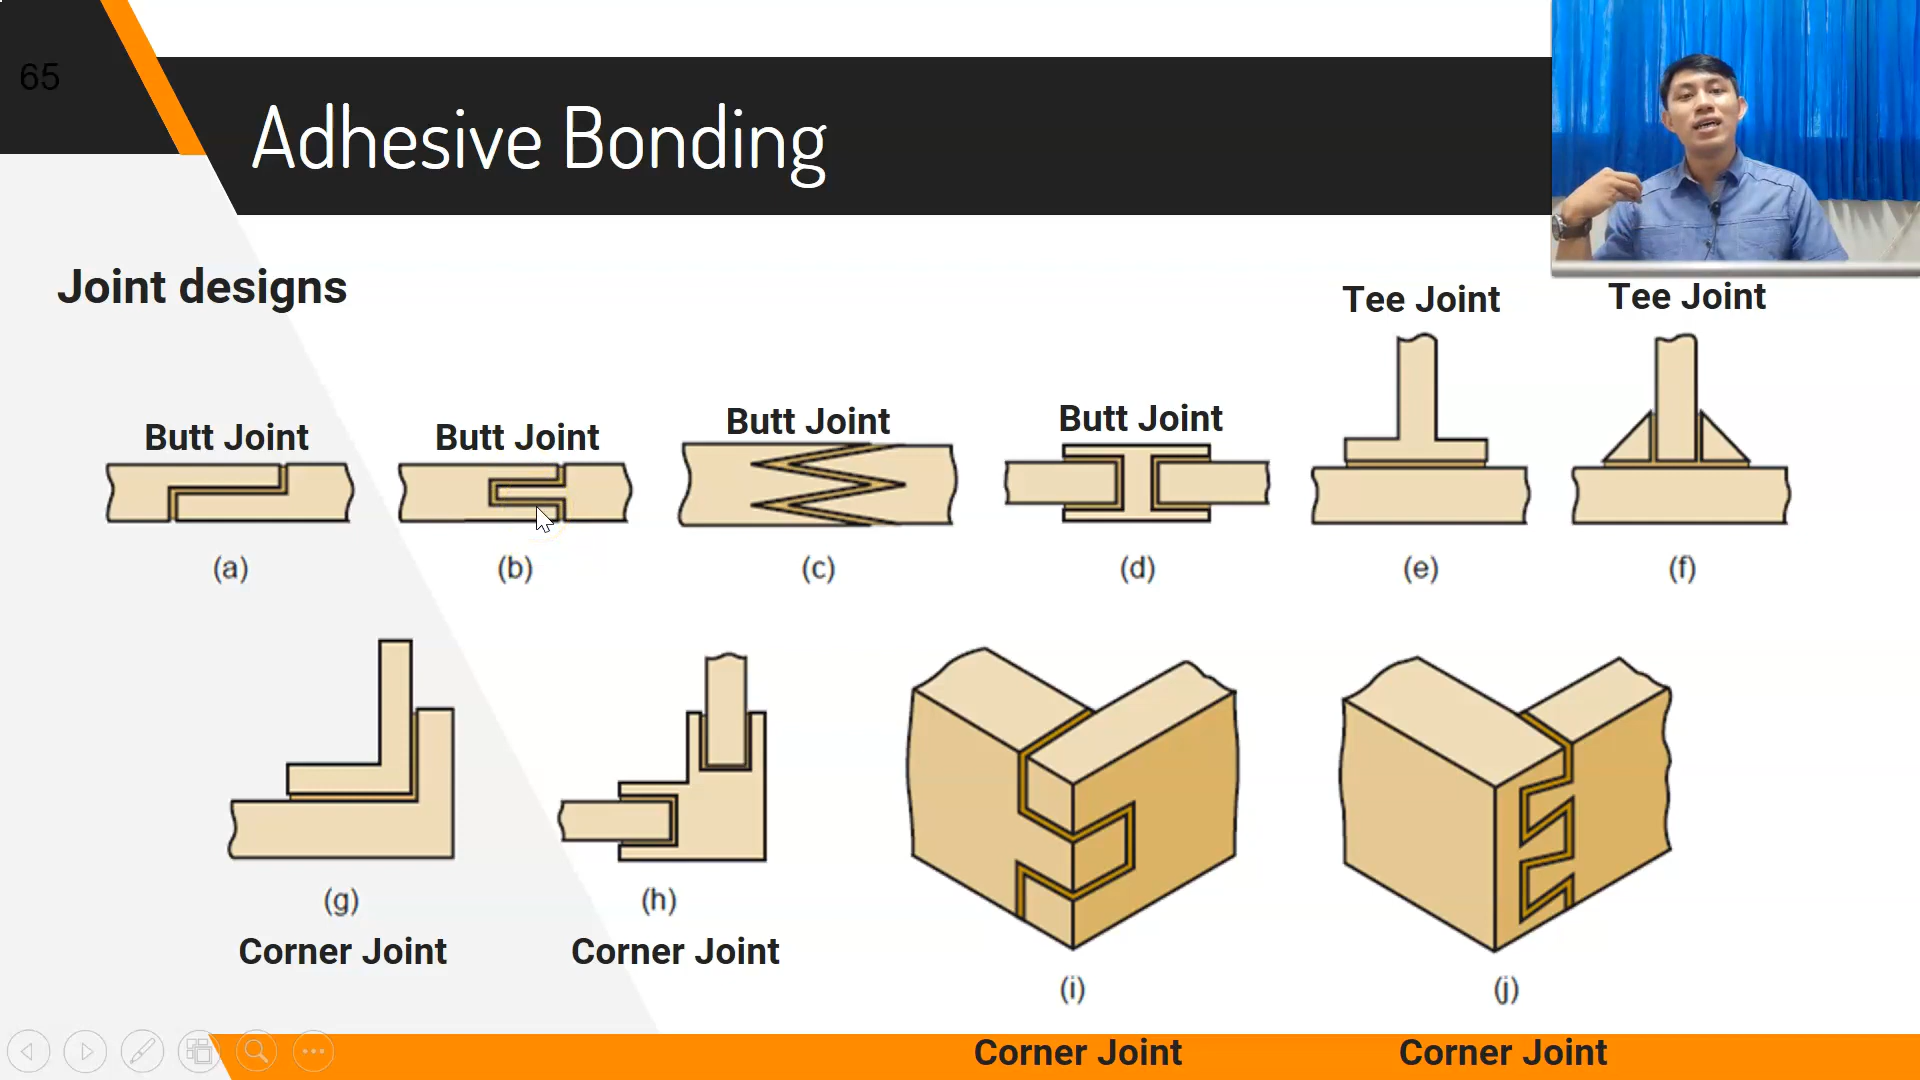 65
Adhesive Bonding
Joint designs
Tee Joint
Tee Joint
Butt Joint
Butt Joint
Butt Joint
Butt Joint
(a)
(b)
(c)
(d)
(e)
(f)
(g)
(h)
Corner Joint
Corner Joint
(i)
(j)
Corner Joint
Corner Joint